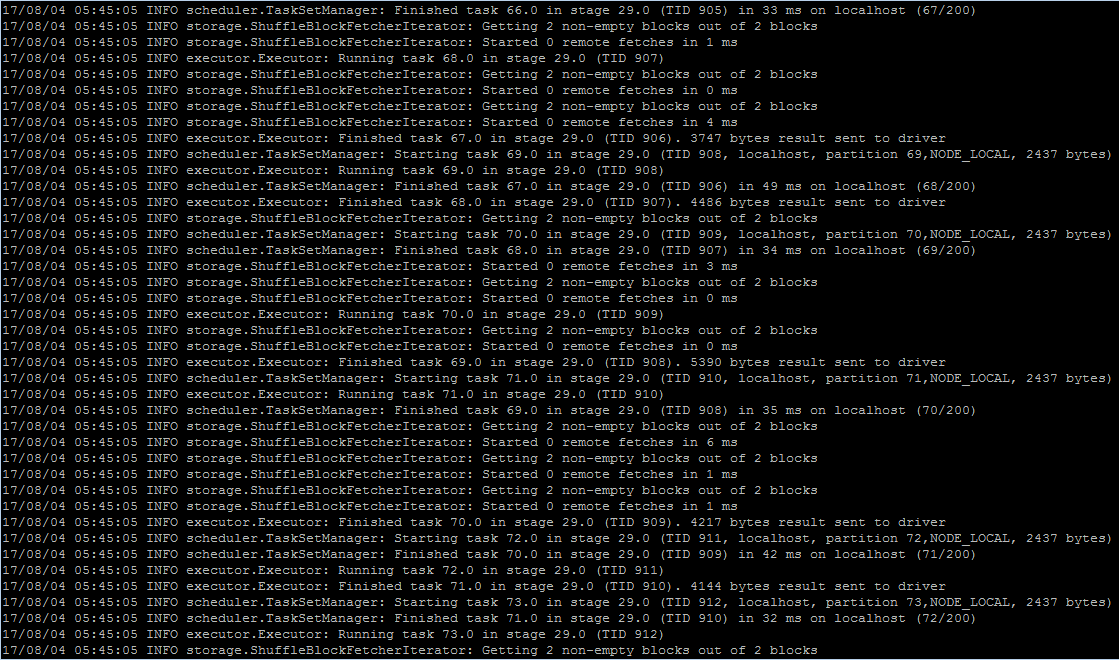 17/08/04 05:45:05 INFO scheduler.TaskSetManager: Finished task 66.0 in stage 29.0 (TID 905) in 33 ms on localhost (67/200)
17/08/04 05:45:05 INFO storage.ShuffleBlockFetcherIterator: Getting 2 non-empty blocks out of 2 blocks
17/08/04 05:45:05 INFO storage.ShuffleBlockFetcherIterator: Started 0 remote fetches in 1 ms
17/08/04 05:45:05 INFO executor.Executor: Running task 68.0 in stage 29.0 (TID 907)
17/08/04 05:45:05 INFO storage.ShuffleBlockFetcherIterator: Getting 2 non-empty blocks out of 2 blocks
17/08/04 05:45:05 INFO storage.ShuffleBlockFetcherIterator: Started 0 remote fetches in 0 ms
17/08/04 05:45:05 INFO storage.ShuffleBlockFetcherIterator: Getting 2 non-empty blocks out of 2 blocks
17/08/04 05:45:05 INFO storage.ShuffleBlockFetcherIterator: Started 0 remote fetches in 4 ms
17/08/04 05:45:05 INFO executor.Executor: Finished task 67.0 in stage 29.0 (TID 906). 3747 bytes result sent to driver
17/08/04 05:45:05 INFO scheduler.TaskSetManager: Starting task 69.0 in stage 29.0 (TID 908, localhost, partition 69,NODE_LOCAL, 2437 bytes)
17/08/04 05:45:05 INFO executor.Executor: Running task 69.0 in stage 29.0 (TID 908)
17/08/04 05:45:05 INFO scheduler.TaskSetManager: Finished task 67.0 in stage 29.0 (TID 906) in 49 ms on localhost (68/200)
17/08/04 05:45:05 INFO executor.Executor: Finished task 68.0 in stage 29.0 (TID 907). 4486 bytes result sent to driver
17/08/04 05:45:05 INFO storage.ShuffleBlockFetcherIterator: Getting 2 non-empty blocks out of 2 blocks
17/08/04 05:45:05 INFO scheduler.TaskSetManager: Starting task 70.0 in stage 29.0 (TID 909, localhost, partition 70,NODE_LOCAL, 2437 bytes)
17/08/04 05:45:05 INFO scheduler.TaskSetManager: Finished task 68.0 in stage 29.0 (TID 907) in 34 ms on localhost (69/200)
17/08/04 05:45:05 INFO storage.ShuffleBlockFetcherIterator: Started 0 remote fetches in 3 ms
17/08/04 05:45:05 INFO storage.ShuffleBlockFetcherIterator: Getting 2 non-empty blocks out of 2 blocks
17/08/04 05:45:05 INFO storage.ShuffleBlockFetcherIterator: Started 0 remote fetches in 0 ms
17/08/04 05:45:05 INFO executor.Executor: Running task 70.0 in stage 29.0 (TID 909)
17/08/04 05:45:05 INFO storage.ShuffleBlockFetcherIterator: Getting 2 non-empty blocks out of 2 blocks
17/08/04 05:45:05 INFO storage.ShuffleBlockFetcherIterator: Started 0 remote fetches in 0 ms
17/08/04 05:45:05 INFO executor.Executor: Finished task 69.0 in stage 29.0 (TID 908). 5390 bytes result sent to driver
17/08/04 05:45:05 INFO scheduler.TaskSetManager: Starting task 71.0 in stage 29.0 (TID 910, localhost, partition 71,NODE_LOCAL, 2437 bytes)
17/08/04 05:45:05 INFO executor.Executor: Running task 71.0 in stage 29.0 (TID 910)
17/08/04 05:45:05 INFO scheduler.TaskSetManager: Finished task 69.0 in stage 29.0 (TID 908) in 35 ms on localhost (70/200)
17/08/04 05:45:05 INFO storage.ShuffleBlockFetcherIterator: Getting 2 non-empty blocks out of 2 blocks
17/08/04 05:45:05 INFO storage.ShuffleBlockFetcherIterator: Started 0 remote fetches in 6 ms
17/08/04 05:45:05 INFO storage.ShuffleBlockFetcherIterator: Getting 2 non-empty blocks out of 2 blocks
17/08/04 05:45:05 INFO storage.ShuffleBlockFetcherIterator: Started 0 remote fetches in 1 ms
17/08/04 05:45:05 INFO storage.ShuffleBlockFetcherIterator: Getting 2 non-empty blocks out of 2 blocks
17/08/04 05:45:05 INFO storage.ShuffleBlockFetcherIterator: Started 0 remote fetches in 1 ms
17/08/04 05:45:05 INFO executor.Executor: Finished task 70.0 in stage 29.0 (TID 909). 4217 bytes result sent to driver
17/08/04 05:45:05 INFO scheduler.TaskSetManager: Starting task 72.0 in stage 29.0 (TID 911, localhost, partition 72,NODE_LOCAL, 2437 bytes)
17/08/04 05:45:05 INFO scheduler.TaskSetManager: Finished task 70.0 in stage 29.0 (TID 909) in 42 ms on localhost (71/200)
17/08/04 05:45:05 INFO executor.Executor: Running task 72.0 in stage 29.0 (TID 911)
17/08/04 05:45:05 INFO executor.Executor: Finished task 71.0 in stage 29.0 (TID 910). 4144 bytes result sent to driver
17/08/04 05:45:05 INFO scheduler.TaskSetManager: Starting task 73.0 in stage 29.0 (TID 912, localhost, partition 73,NODE_LOCAL, 2437 bytes)
17/08/04 05:45:05 INFO scheduler.TaskSetManager: Finished task 71.0 in stage 29.0 (TID 910) in 32 ms on localhost (72/200)
17/08/04 05:45:05 INFO executor.Executor: Running task 73.0 in stage 29.0 (TID 912)
17/08/04 05:45:05 INFO storage.ShuffleBlockFetcherIterator: Getting 2 non-empty blocks out of 2 blocks